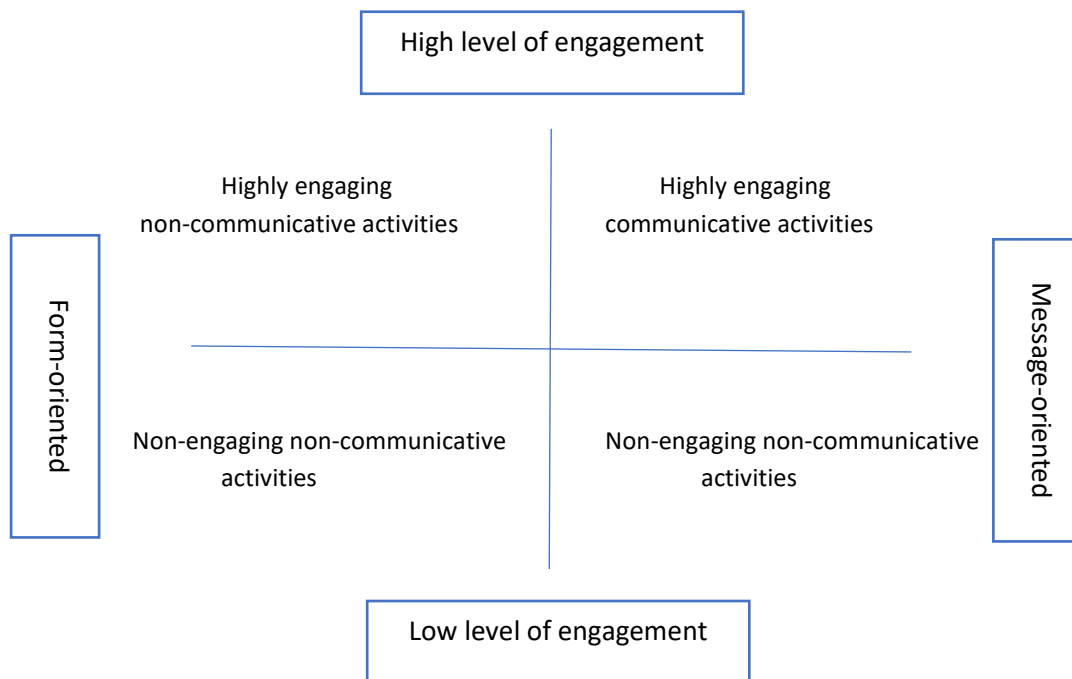 High level of engagement
Highly engaging
non-communicative activities
Highly engaging
communicative activities
Form-oriented
Message-oriented
Non-engaging non-communicative
activities
Non-engaging non-communicative
activities
Low level of engagement